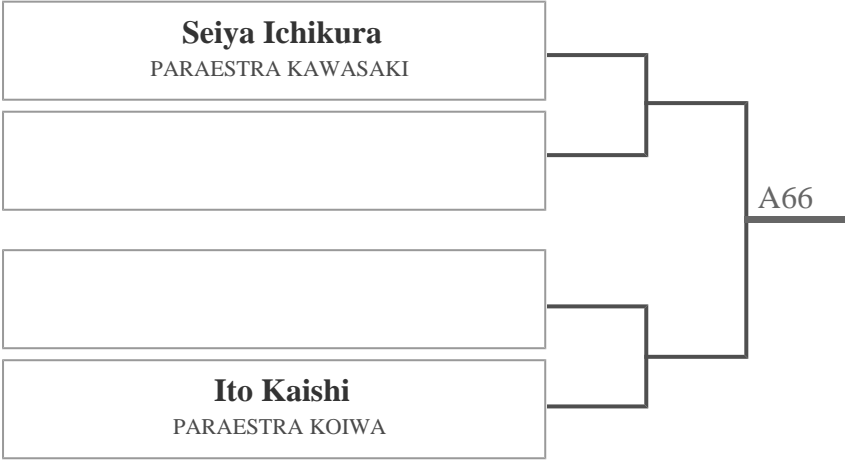 Seiya Ichikura
PARAESTRA KAWASAKI
A66
Ito Kaishi
PARAESTRA KOIWA